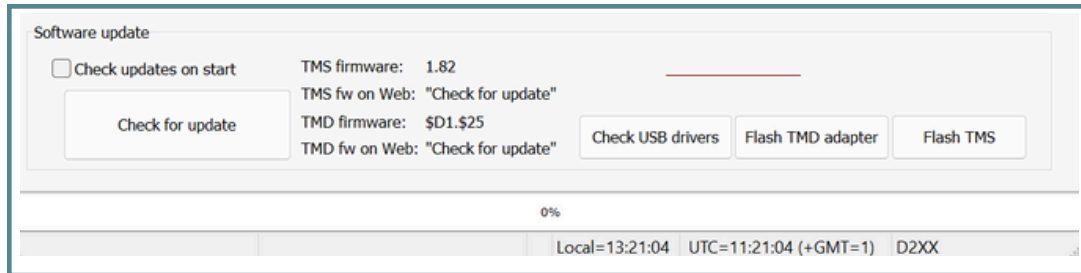 Software update
Check updates on start
Check for update
TMS firmware: 1.82
TMS fw on Web: "Check for update"
TMD firmware: $D1.$25
TMD fw on Web: "Check for update"
Check USB drivers
Flash TMD adapter
Flash TMS
0%
Local=13:21:04 UTC=11:21:04 (+GMT=1) D2XX